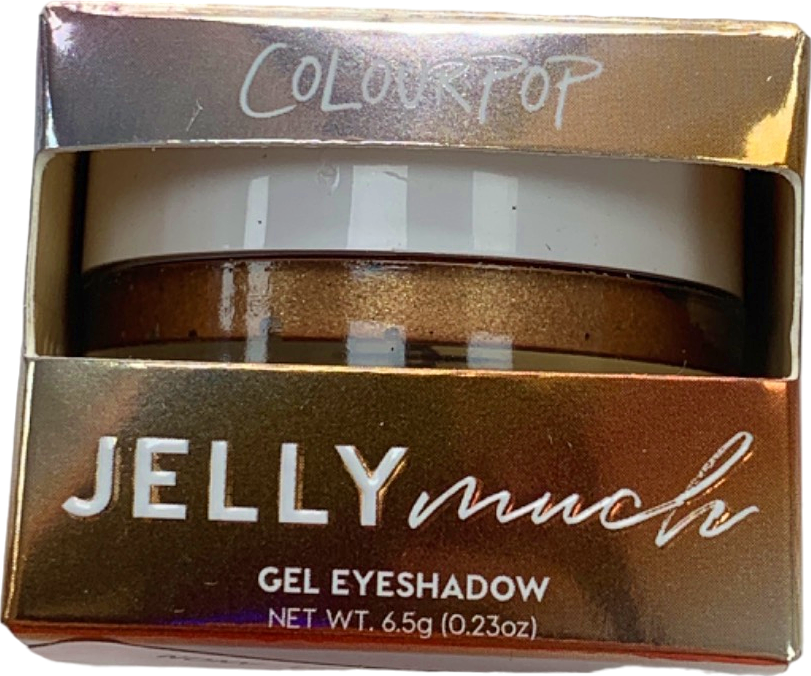 COLOURPOP
JELLY much
GEL EYESHADOW
NET WT. 6.5g (0.23oz)